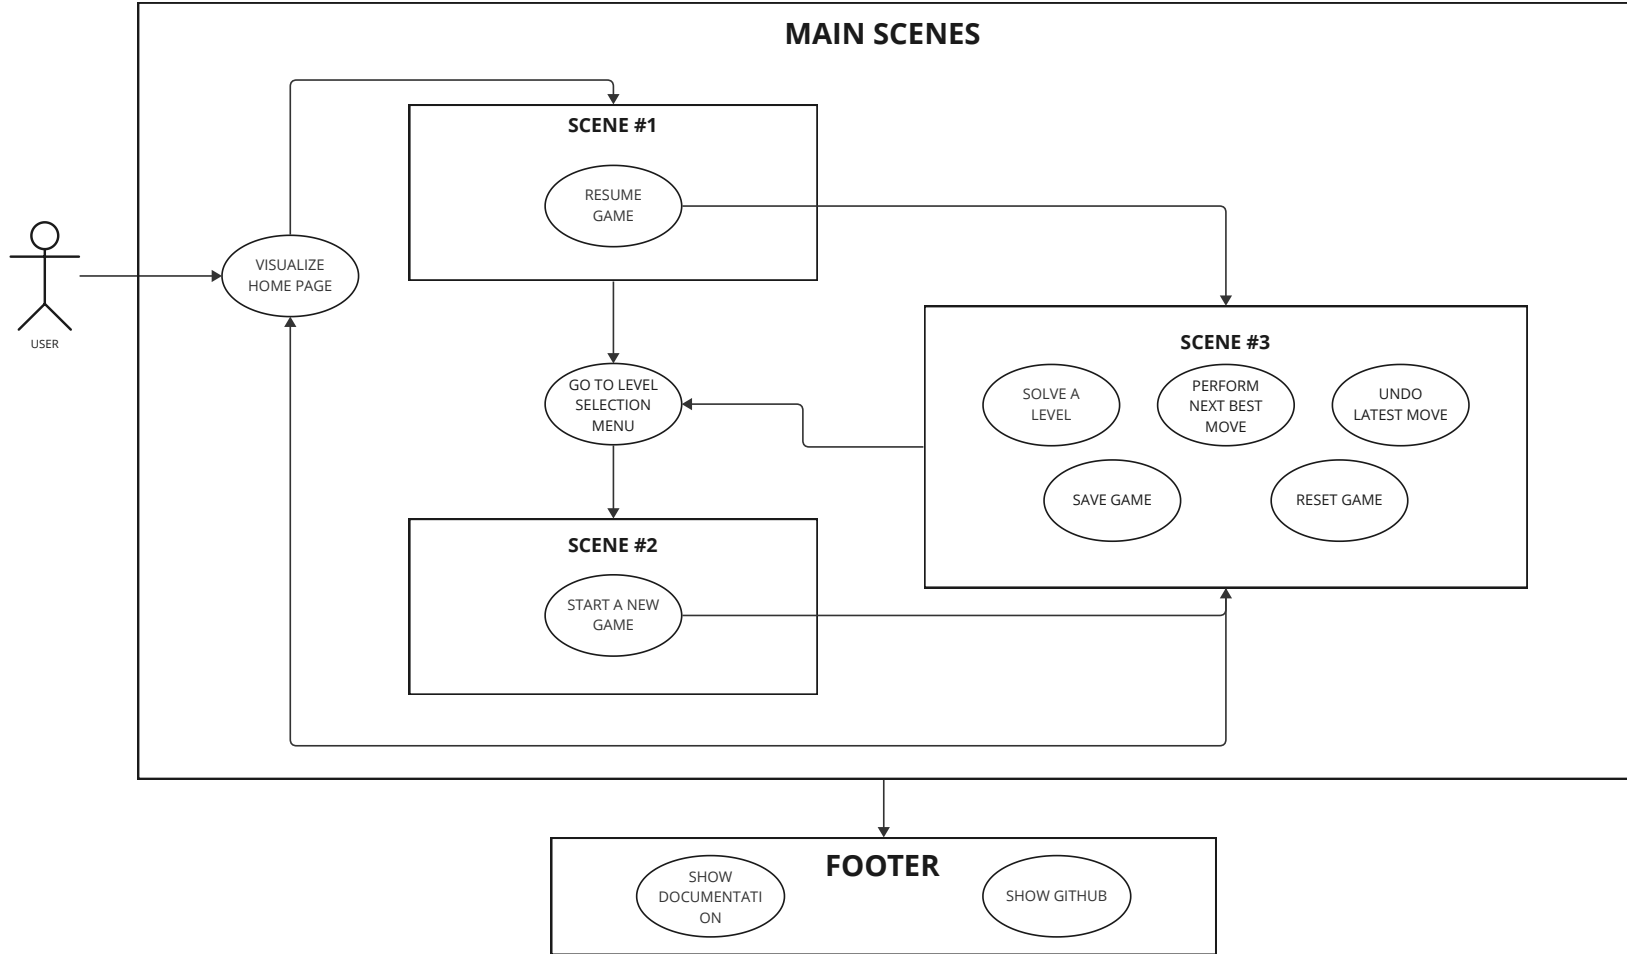 MAIN SCENES
SCENE #1
RESUME
GAME
VISUALIZE
HOME PAGE
USER
GO TO LEVEL
SELECTION
MENU
SCENE #3
SOLVE A
LEVEL
PERFORM
NEXT BEST
MOVE
UNDO
LATEST MOVE
SAVE GAME
RESET GAME
SCENE #2
START A NEW
GAME
FOOTER
SHOW
DOCUMENTATI
ON
SHOW GITHUB